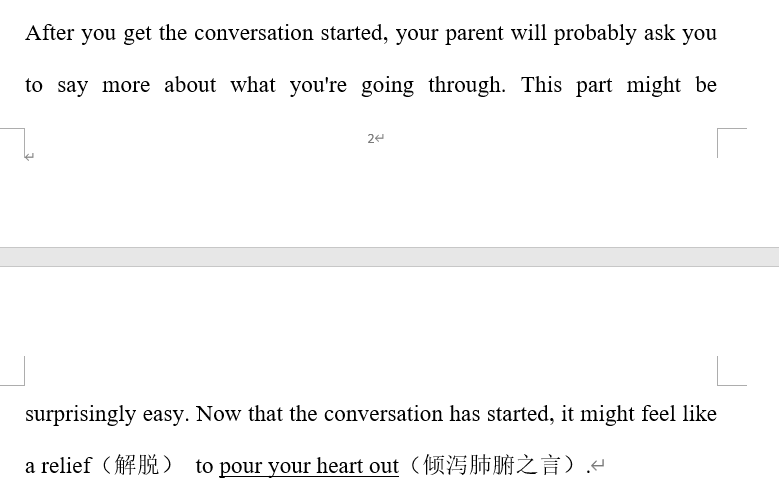 After you get the conversation started, your parent will probably ask you
to say more about what you're going through. This part might be
2
surprisingly easy. Now that the conversation has started, it might feel like
a relief（解脱） to pour your heart out（倾泻肺腑之言）.